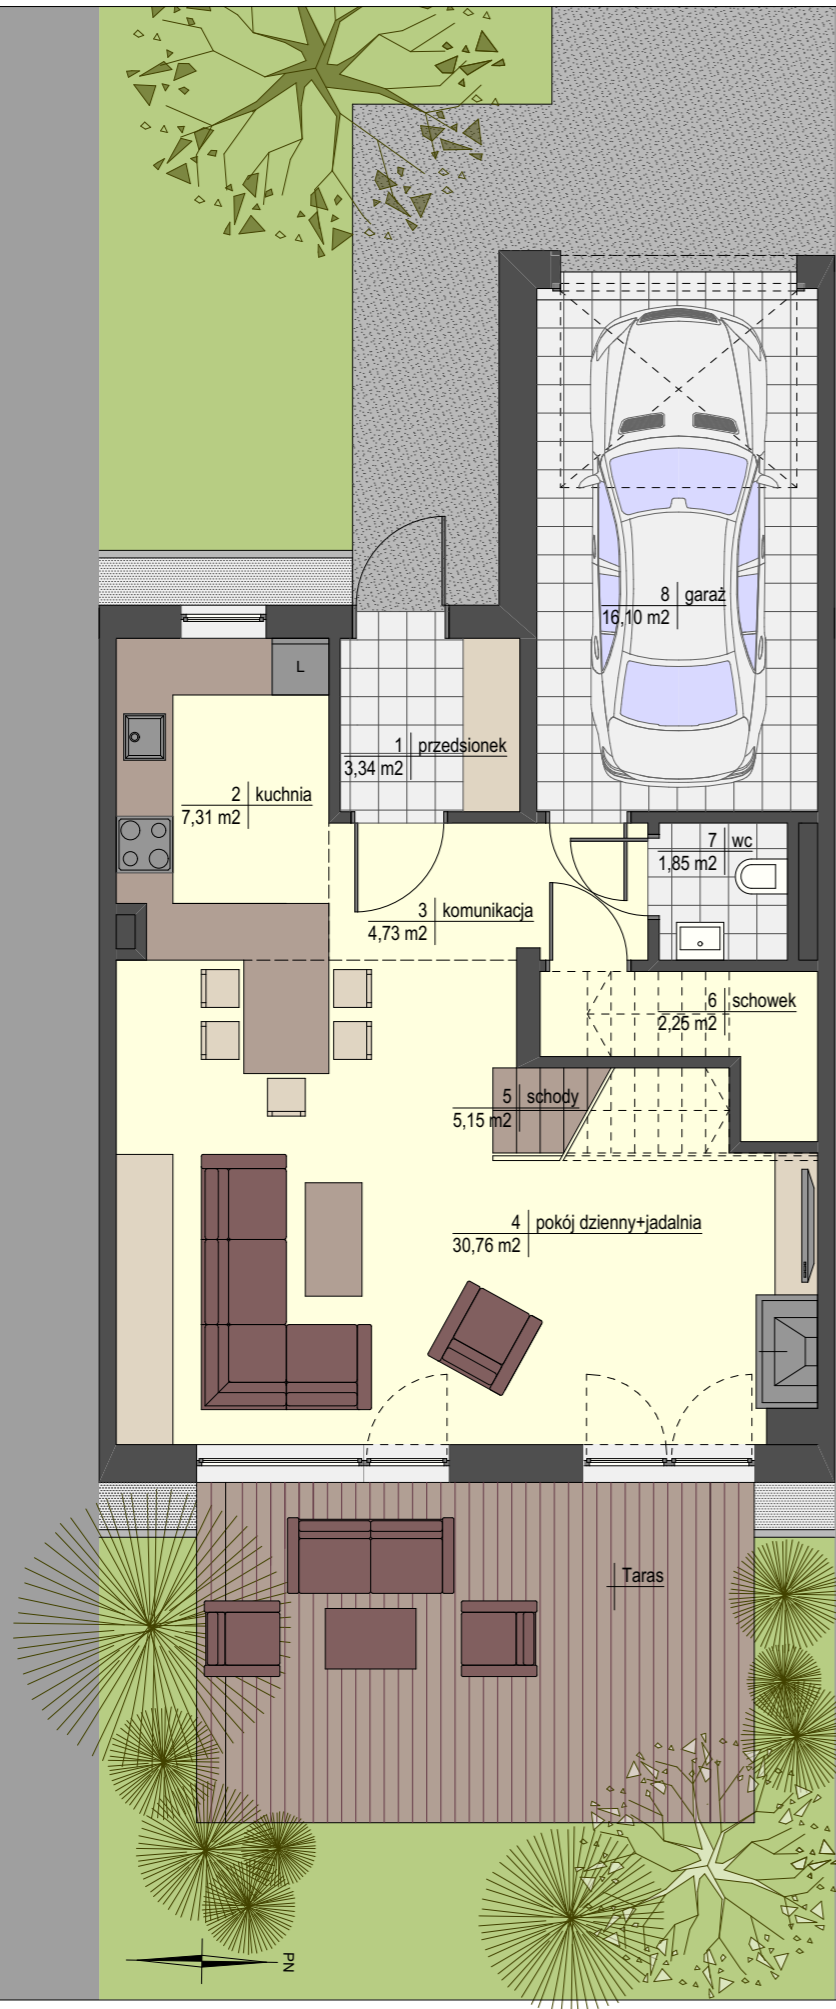 8 garaż
16,10 m2
L
1 przedsionek
3,34 m2
2 kuchnia
7,31 m2
7 wc
1,85 m2
3 komunikacja
4,73 m2
6 schowek
2,25 m2
5 schody
5,15 m2
4 pokój dzienny+jadalnia
30,76 m2
Taras
PN